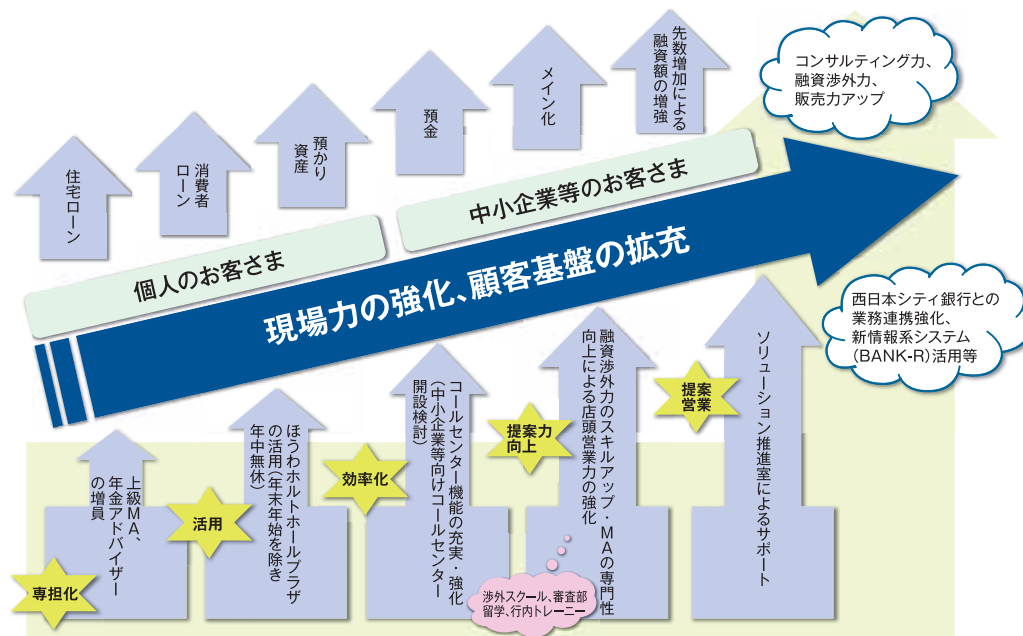 住宅ローン
消費者
ローン
預かり
資産
預金
メイン化
先数増加による
融資額の増強
コンサルティング力、
融資渉外力、
販売力アップ
個人のお客さま
中小企業等のお客さま
現場力の強化、顧客基盤の拡充
西日本シティ銀行との
業務連携強化、
新情報系システム
(BANK-R)活用等
専担化
上級MA、
年金アドバイザー
の増員
活用
ほうわホルトホールプラザ
の活用(年末年始を除き
年中無休)
効率化
コールセンター機能の充実・強化
(中小企業等向けコールセンター
開設検討)
提案力
向上
融資渉外力のスキルアップ・MAの専門性
向上による店頭営業力の強化
渉外スクール、審査部
留学、行内トレーニー
提案
営業
ソリューション推進室によるサポート